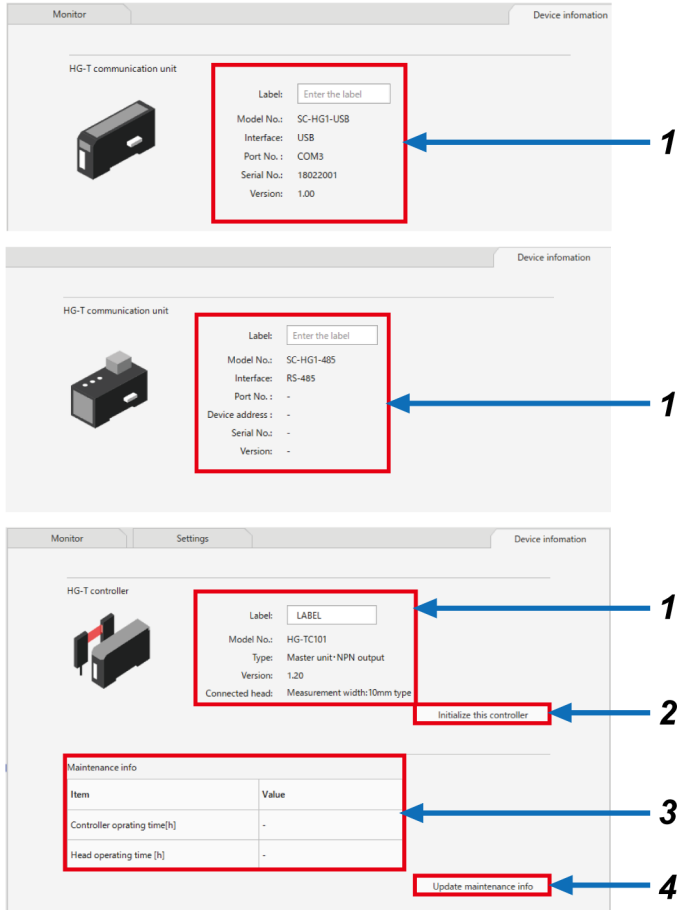 Monitor
Device infomation
HG-T communication unit
Label: Enter the label
Model No.: SC-HG1-USB
Interface: USB
Port No. : COM3
Serial No.: 18022001
Version: 1.00
1
Device infomation
HG-T communication unit
Label: Enter the label
Model No.: SC-HG1-485
Interface: RS-485
Port No. : -
Device address : -
Serial No.: -
Version: -
1
Monitor Settings Device infomation
HG-T controller
Label: LABEL
Model No.: HG-TC101
Type: Master unit・NPN output
Version: 1.20
Connected head: Measurement width:10mm type
1
Initialize this controller
2
Maintenance info
Item Value
Controller oprating time[h] -
Head operating time [h] -
3
Update maintenance info
4